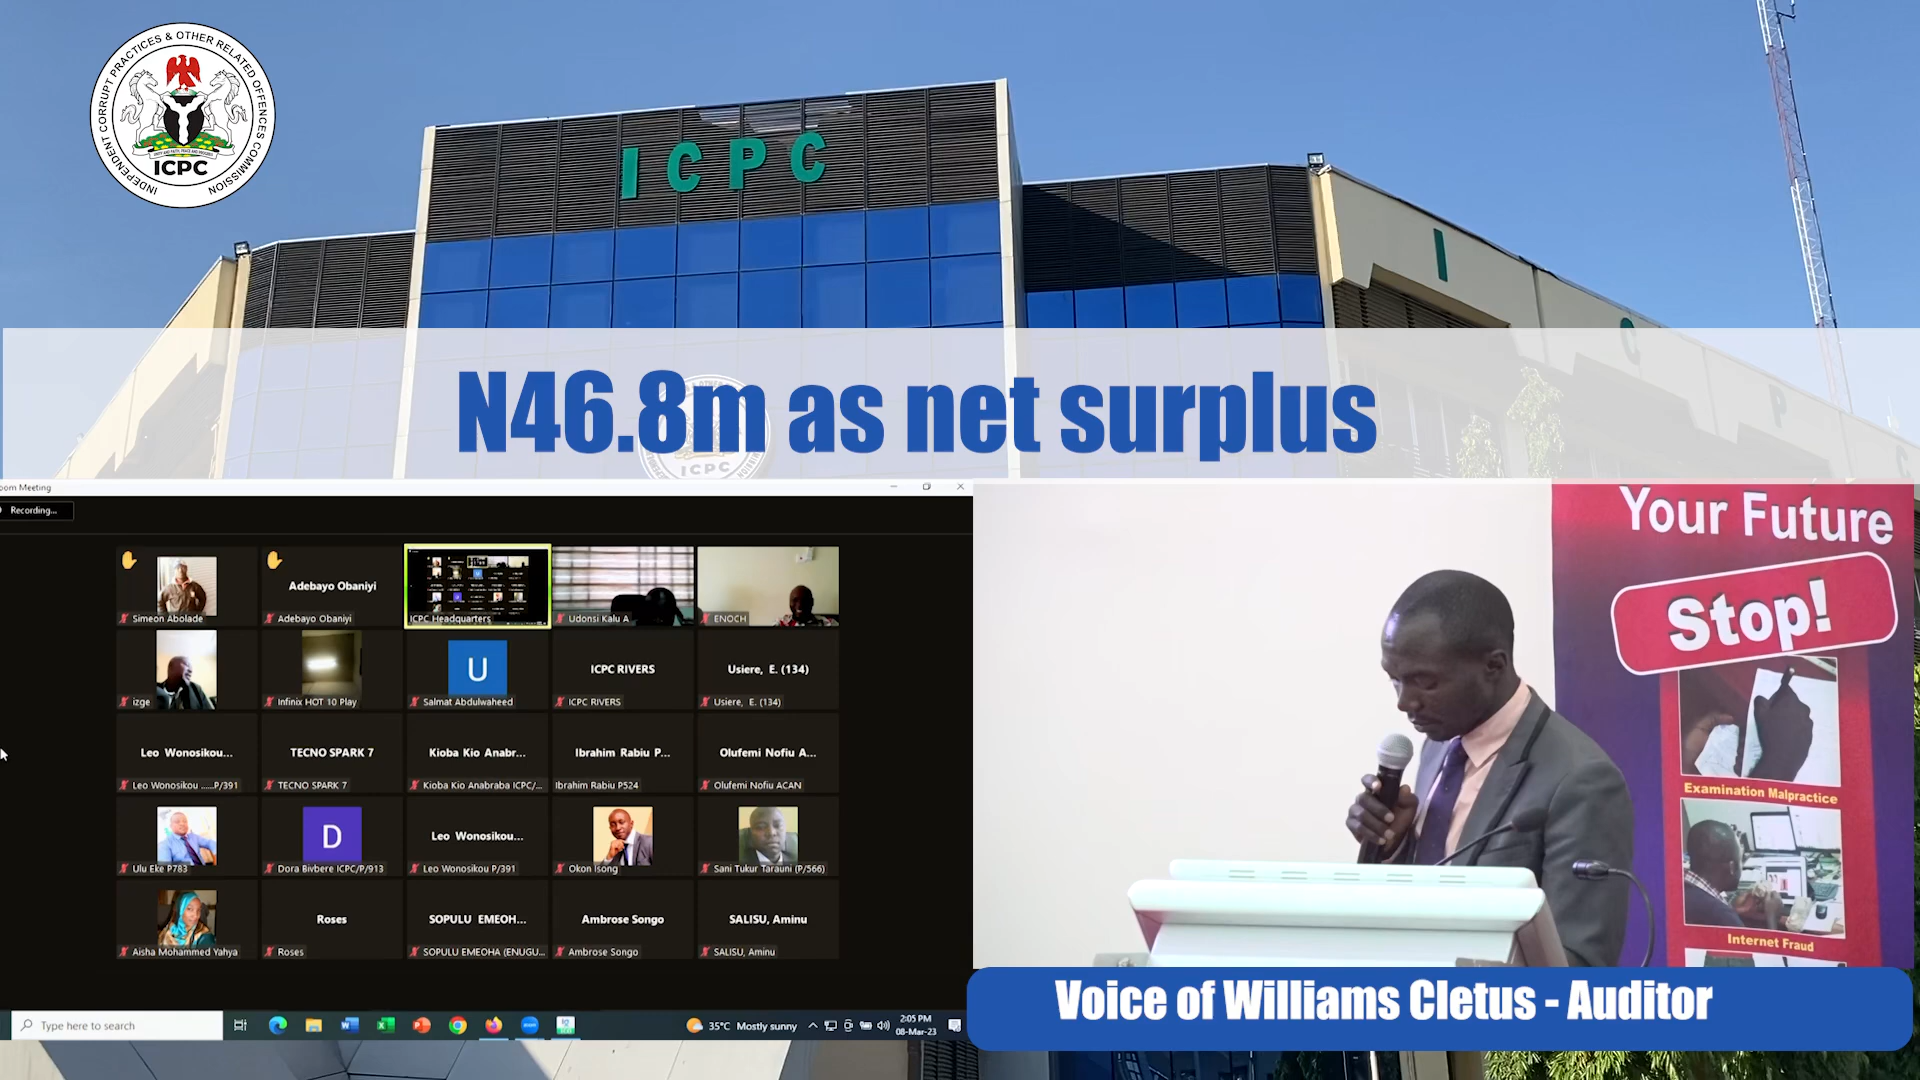 INDEPENDENT CORRUPT PRACTICES & OTHER RELATED OFFENCES COMMISSION
ICPC
ICPC
I C P C
N46.8m as net surplus
ICPC
oom Meeting
Recording...
Adebayo Obaniyi
Simeon Abolade
Adebayo Obaniyi
ICPC Headquarters
Udonsi Kalu A
ENOCH
U
ICPC RIVERS
Usiere, E. (134)
izge
Infinix HOT 10 Play
Salmat Abdulwaheed
ICPC RIVERS
Usiere, E. (134)
Leo Wonosikou...
TECNO SPARK 7
Kioba Kio Anabr...
Ibrahim Rabiu P...
Olufemi Nofiu A...
Leo Wonosikou ......P/391
TECNO SPARK 7
Kioba Kio Anabraba ICPC/...
Ibrahim Rabiu P524
Olufemi Nofiu ACAN
D
Leo Wonosikou...
Ulu Eke P783
Dora Bivbere ICPC/P/913
Leo Wonosikou P/391
Okon Isong
Sani Tukur Tarauni (P/566)
Roses
SOPULU EMEOH...
Ambrose Songo
SALISU, Aminu
Aisha Mohammed Yahya
Roses
SOPULU EMEOHA (ENUGU...
Ambrose Songo
SALISU, Aminu
Type here to search
35°C Mostly sunny
2:05 PM
08-Mar-23
Your Future
Stop!
Examination Malpractice
Internet Fraud
Voice of Williams Cletus - Auditor